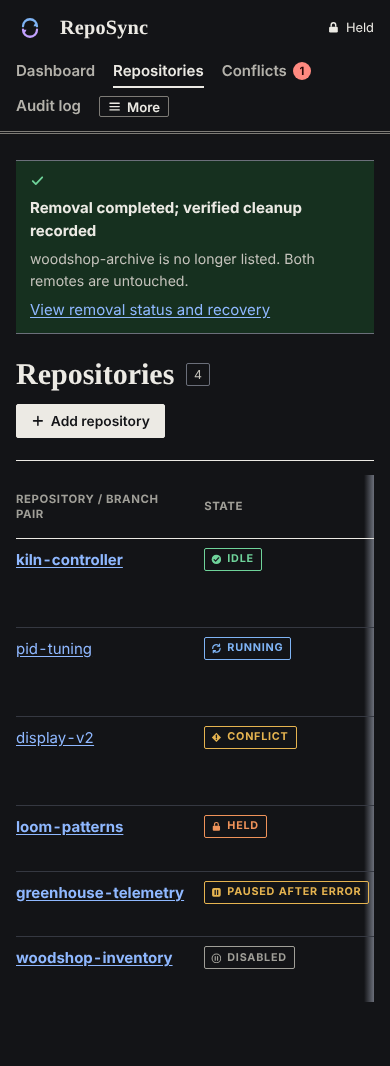 RepoSync
Held
Dashboard Repositories Conflicts 1
Audit log More
Removal completed; verified cleanup
recorded
woodshop-archive is no longer listed. Both
remotes are untouched.
View removal status and recovery
Repositories 4
+ Add repository
REPOSITORY / BRANCH
PAIR
STATE
kiln-controller IDLE
pid-tuning RUNNING
display-v2 CONFLICT
loom-patterns HELD
greenhouse-telemetry PAUSED AFTER ERROR
woodshop-inventory DISABLED